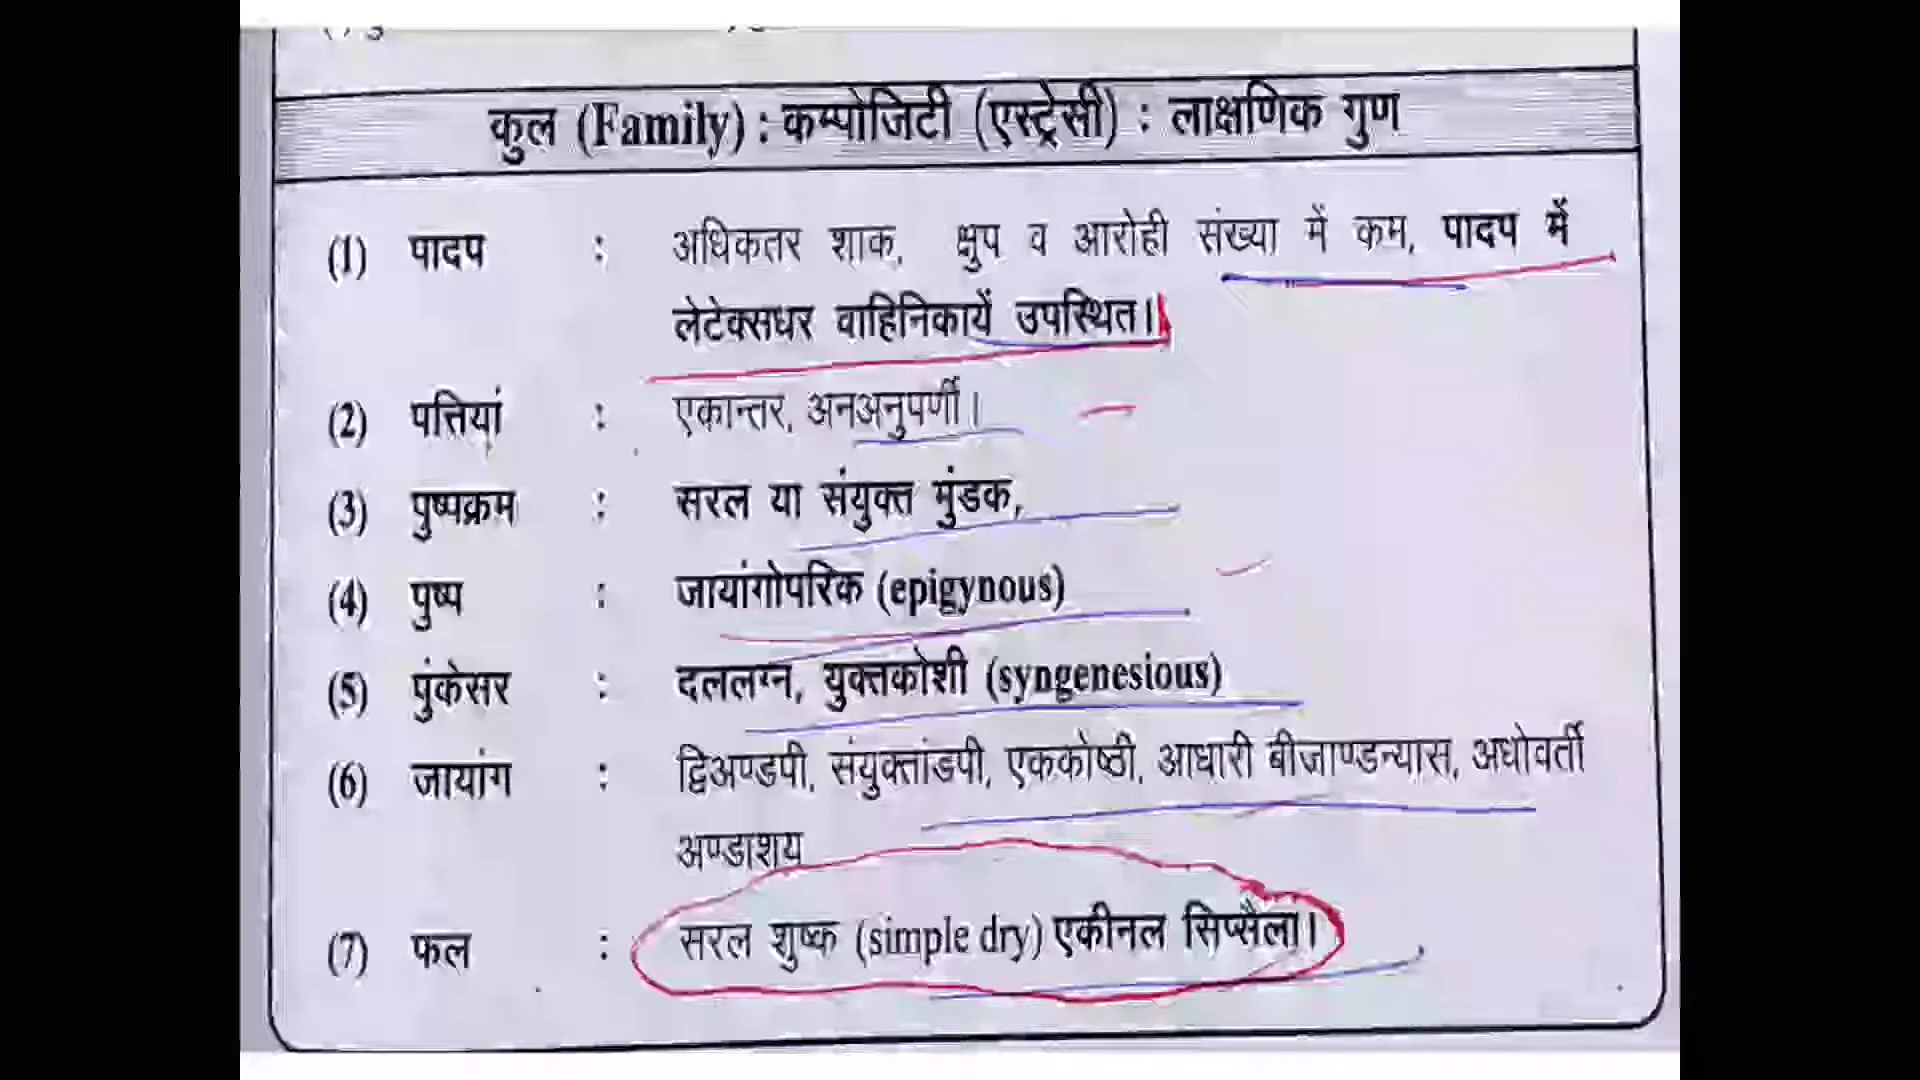 कुल (Family) : कम्पोजिटी (एस्ट्रेसी) : लाक्षणिक गुण
(1) पादप : अधिकतर शाक, क्षुप व आरोही संख्या में कम, पादप में
लेटेक्सधर वाहिनिकायें उपस्थित।
(2) पत्तियां : एकान्तर, अनअनुपर्णी।
(3) पुष्पक्रम : सरल या संयुक्त मुंडक,
(4) पुष्प : जायांगोपरिक (epigynous)
(5) पुंकेसर : दललग्न, युक्तकोशी (syngenesious)
(6) जायांग : द्विअण्डपी, संयुक्तांडपी, एककोष्ठी, आधारी बीजाण्डन्यास, अधोवर्ती
अण्डाशय
(7) फल : सरल शुष्क (simple dry) एकीनल सिप्सैला।